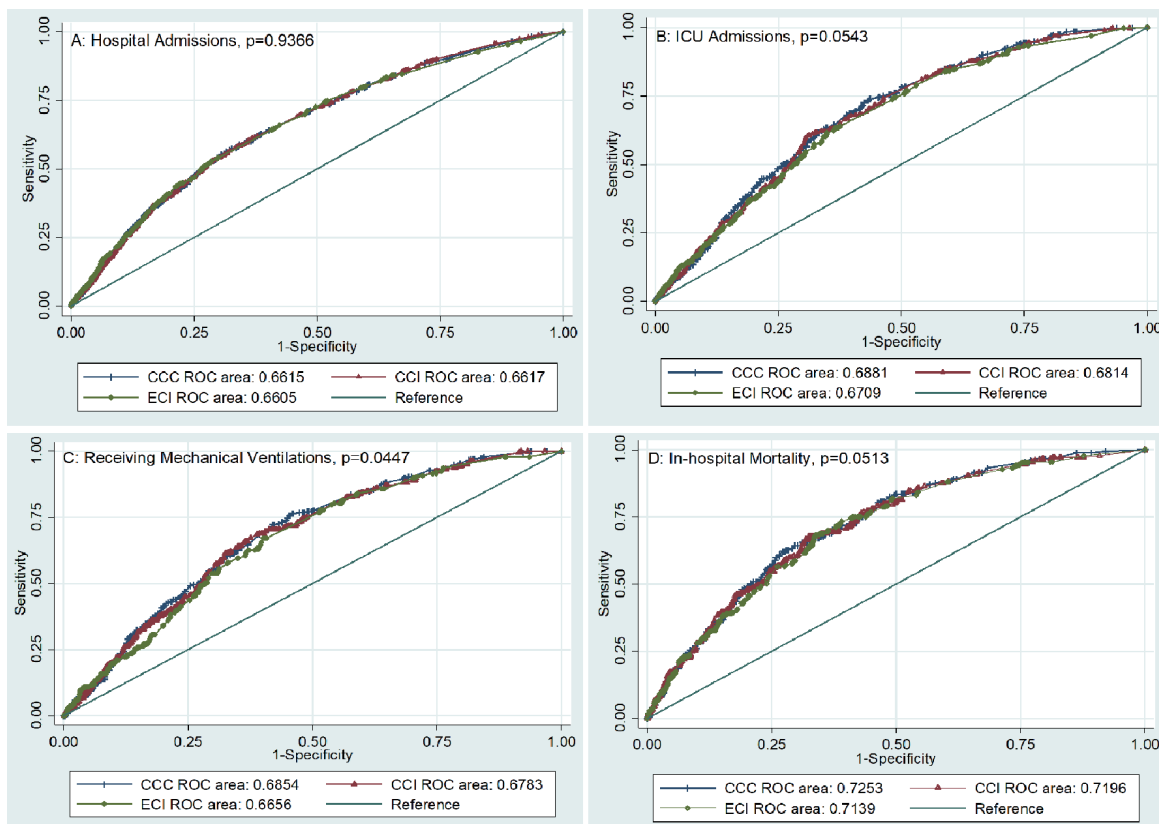 A: Hospital Admissions, p=0.9366
Sensitivity
1.00
0.75
0.50
0.25
0.00
0.00 0.25 0.50 0.75 1.00
1-Specificity
CCC ROC area: 0.6615 CCI ROC area: 0.6617
ECI ROC area: 0.6605 Reference
B: ICU Admissions, p=0.0543
Sensitivity
1.00
0.75
0.50
0.25
0.00
0.00 0.25 0.50 0.75 1.00
1-Specificity
CCC ROC area: 0.6881 CCI ROC area: 0.6814
ECI ROC area: 0.6709 Reference
C: Receiving Mechanical Ventilations, p=0.0447
Sensitivity
1.00
0.75
0.50
0.25
0.00
0.00 0.25 0.50 0.75 1.00
1-Specificity
CCC ROC area: 0.6854 CCI ROC area: 0.6783
ECI ROC area: 0.6656 Reference
D: In-hospital Mortality, p=0.0513
Sensitivity
1.00
0.75
0.50
0.25
0.00
0.00 0.25 0.50 0.75 1.00
1-Specificity
CCC ROC area: 0.7253 CCI ROC area: 0.7196
ECI ROC area: 0.7139 Reference